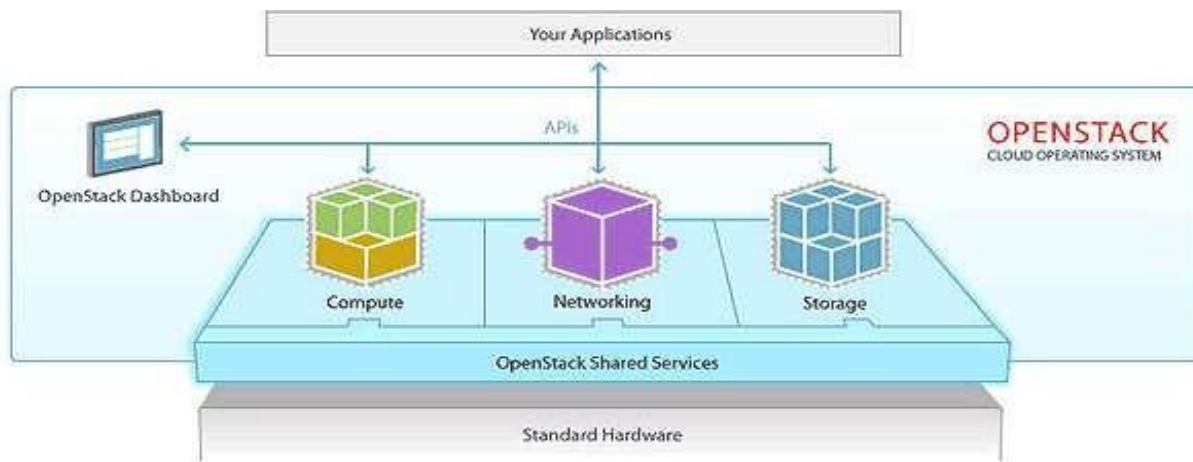 Your Applications
APIs
OPENSTACK
CLOUD OPERATING SYSTEM
OpenStack Dashboard
Compute
Networking
Storage
OpenStack Shared Services
Standard Hardware